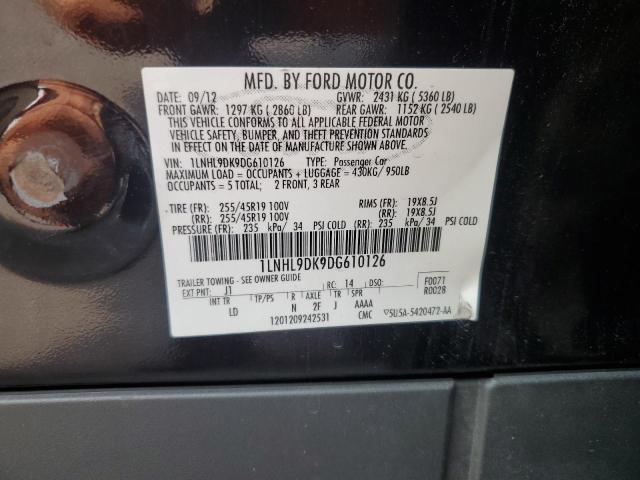 MFD. BY FORD MOTOR CO.
DATE: 09/12 GVWR: 2431 KG ( 5360 LB)
FRONT GAWR: 1297 KG ( 2860 LB) REAR GAWR: 1152 KG ( 2540 LB)
THIS VEHICLE CONFORMS TO ALL APPLICABLE FEDERAL MOTOR
VEHICLE SAFETY, BUMPER, AND THEFT PREVENTION STANDARDS
IN EFFECT ON THE DATE OF MANUFACTURE SHOWN ABOVE.
VIN: 1LNHL9DK9DG610126 TYPE: Passenger Car
MAXIMUM LOAD = OCCUPANTS + LUGGAGE = 430KG/950LB
OCCUPANTS = 5 TOTAL; 2 FRONT, 3 REAR
TIRE (FR): 255/45R19 100V RIMS (FR): 19X8.5J
(RR): 255/45R19 100V (RR): 19X8.5J
PRESSURE (FR): 235 kPa/ 34 PSI COLD (RR): 235 kPa/ 34 PSI COLD
1LNHL9DK9DG610126
TRAILER TOWING - SEE OWNER GUIDE
EXT PNT: J1 RC: 14 DSO: F0071
INT TR TP/PS R AXLE TR SPR R0028
LD N 2F J AAAA
1201209242531 CMC ▽5U5A-5420472-AA